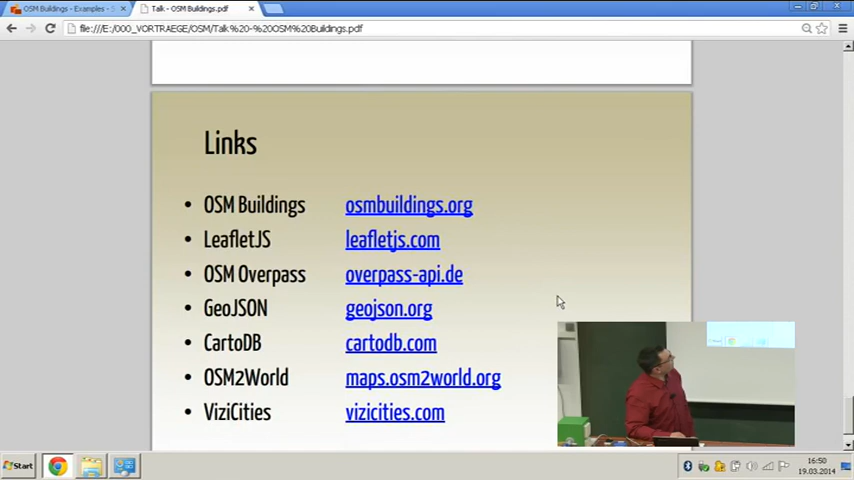 OSM Buildings - Examples - S
Talk - OSM Buildings.pdf
file:///E:/000_VORTRAEGE/OSM/Talk%20-%20OSM%20Buildings.pdf
Links
• OSM Buildings osmbuildings.org
• LeafletJS leafletjs.com
• OSM Overpass overpass-api.de
• GeoJSON geojson.org
• CartoDB cartodb.com
• OSM2World maps.osm2world.org
• ViziCities vizicities.com
Start
16:50
19.03.2014